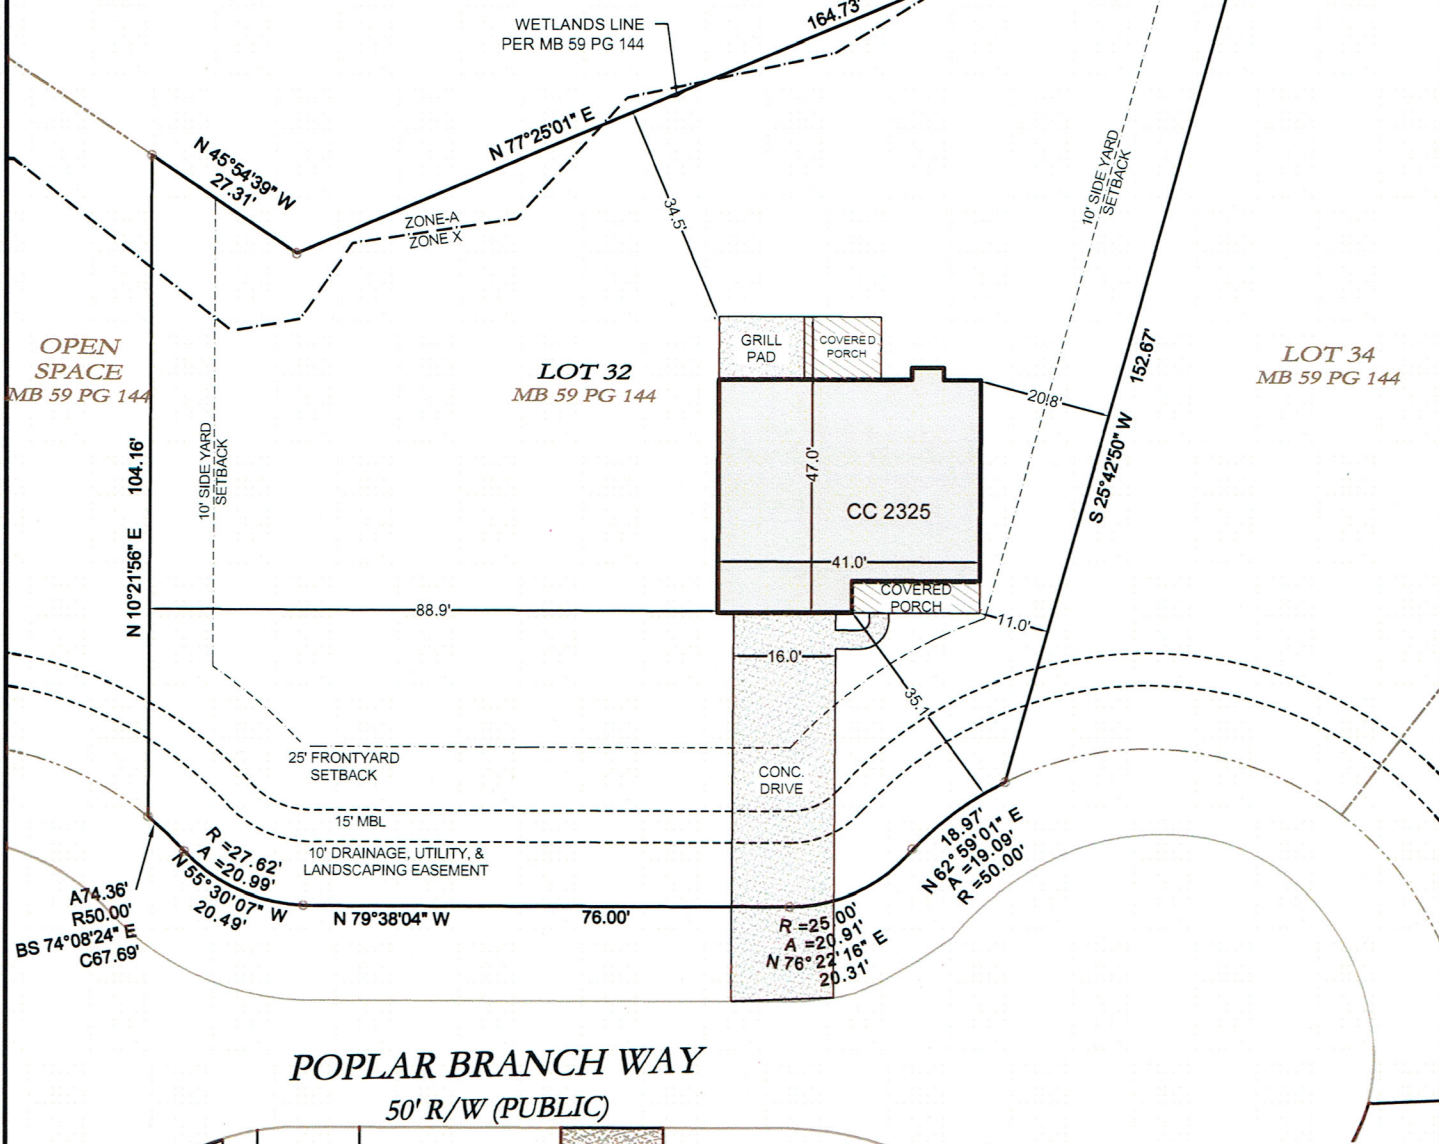 WETLANDS LINE
PER MB 59 PG 144
164.73'
N 77°25'01" E
N 45°54'39" W
27.31'
ZONE-A
ZONE X
34.5'
10' SIDE YARD
SETBACK
OPEN
SPACE
MB 59 PG 144
LOT 32
MB 59 PG 144
GRILL
PAD
COVERED
PORCH
LOT 34
MB 59 PG 144
20.8'
S 25°42'50" W 152.67'
N 10°21'56" E 104.16'
10' SIDE YARD
SETBACK
47.0'
CC 2325
41.0'
COVERED
PORCH
88.9'
11.0'
16.0'
35.1'
25' FRONTYARD
SETBACK
CONC.
DRIVE
15' MBL
10' DRAINAGE, UTILITY, &
LANDSCAPING EASEMENT
R =27.62'
A =20.99'
N 55°30'07" W
20.49'
A74.36'
R50.00'
BS 74°08'24" E
C67.69'
N 79°38'04" W 76.00'
R =25.00'
A =20.91'
N 76°22'16" E
20.31'
18.97'
N 62°59'01" E
A =19.09'
R =50.00'
POPLAR BRANCH WAY
50' R/W (PUBLIC)